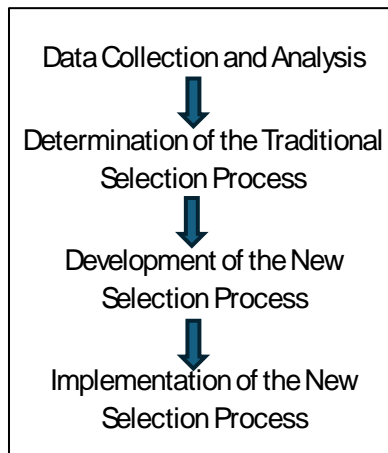 Data Collection and Analysis
Determination of the Traditional
Selection Process
Development of the New
Selection Process
Implementation of the New
Selection Process